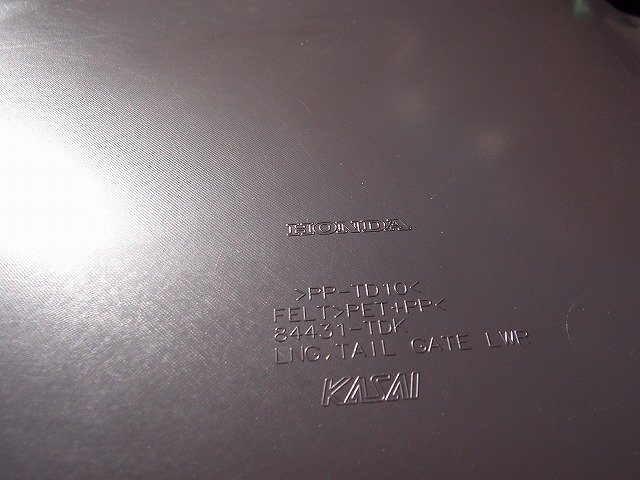 HONDA
>PP-TD10<
FELT>PET+PP<
84431-TDK
LNG,TAIL GATE LWR
KASAI